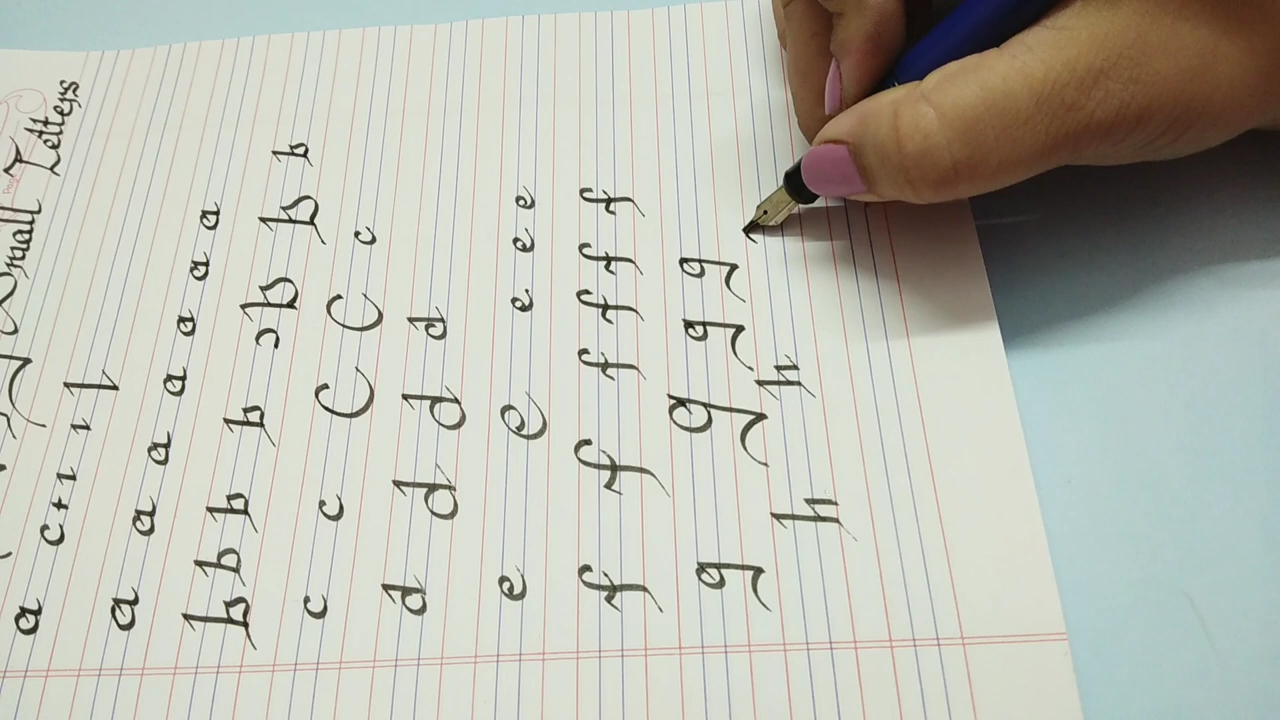 Small Letters
a c+ı ı l
a a a a a a a
b b b b ɔ b b b
c c C C c
d d d d
e e e e e
f f f f f f
g g g g
h h